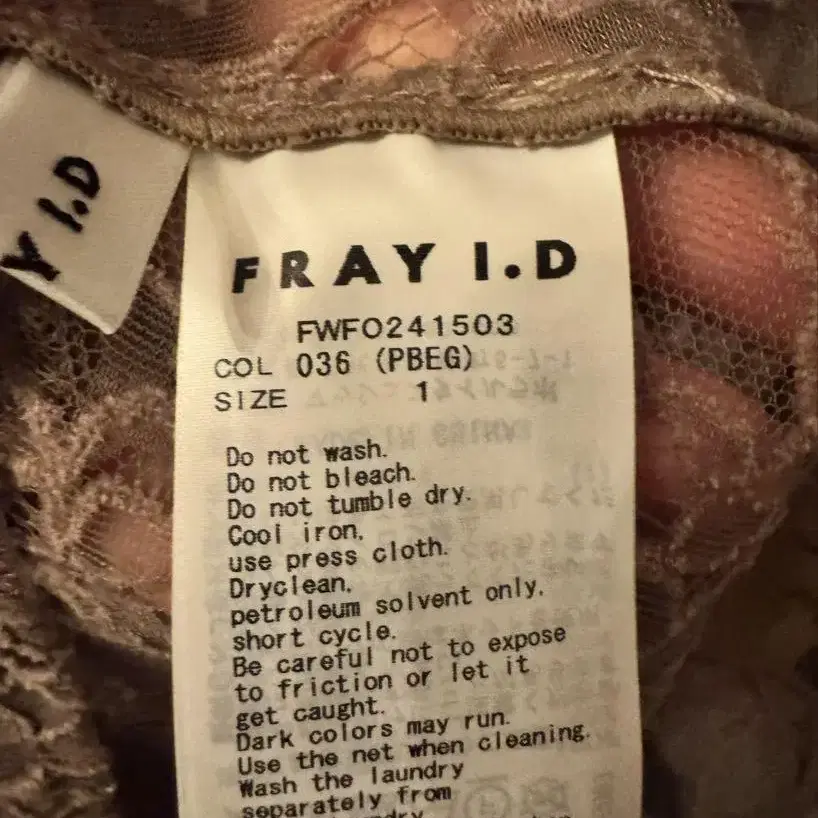 Y I.D
FRAY I.D
FWFO241503
COL 036 (PBEG)
SIZE 1
Do not wash.
Do not bleach.
Do not tumble dry.
Cool iron.
use press cloth.
Dryclean.
petroleum solvent only.
short cycle.
Be careful not to expose
to friction or let it
get caught.
Dark colors may run.
Use the net when cleaning.
Wash the laundry
separately from